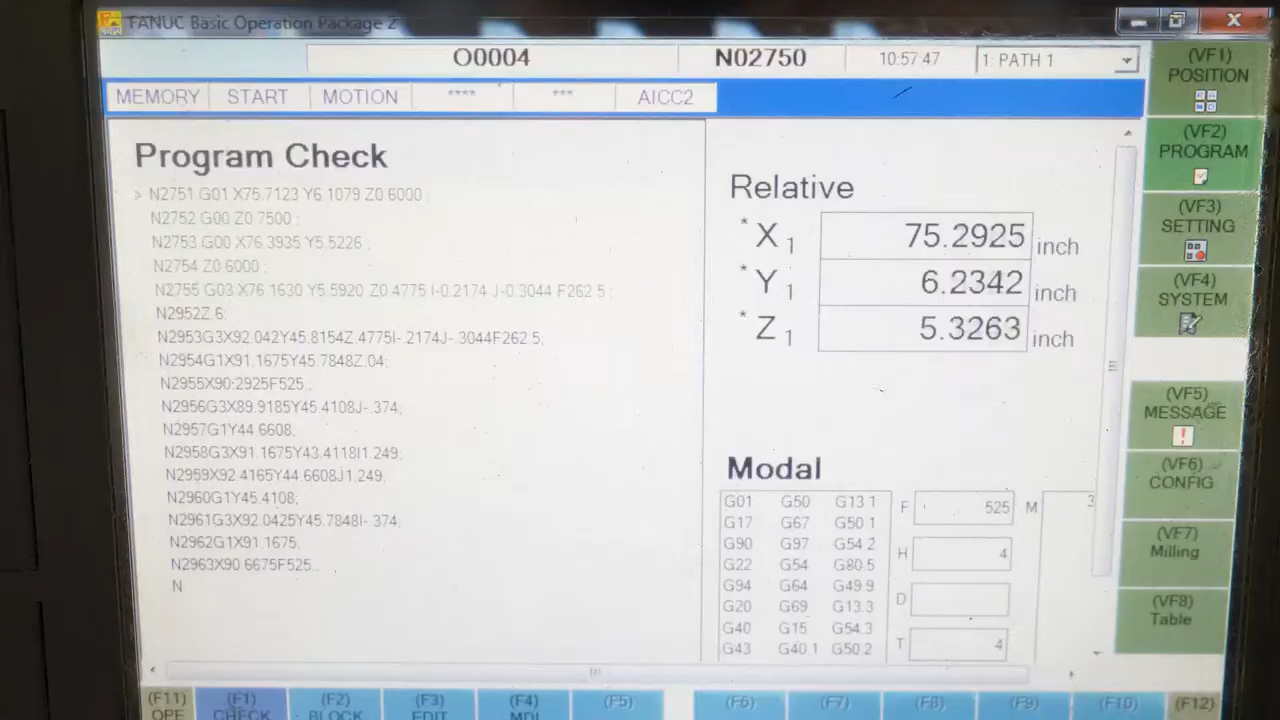 FANUC Basic Operation Package 2
O0004 N02750 10:57:47 1: PATH 1
MEMORY START MOTION **** *** AICC2
Program Check
> N2751 G01 X75.7123 Y6.1079 Z0.6000 ;
N2752 G00 Z0.7500 ;
N2753 G00 X76.3935 Y5.5226 ;
N2754 Z0.6000 ;
N2755 G03 X76.1630 Y5.5920 Z0.4775 I-0.2174 J-0.3044 F262.5 ;
N2952Z.6;
N2953G3X92.042Y45.8154Z.4775I-.2174J-.3044F262.5;
N2954G1X91.1675Y45.7848Z.04;
N2955X90.2925F525.;
N2956G3X89.9185Y45.4108J-.374;
N2957G1Y44.6608;
N2958G3X91.1675Y43.4118I1.249;
N2959X92.4165Y44.6608J1.249;
N2960G1Y45.4108;
N2961G3X92.0425Y45.7848I-.374;
N2962G1X91.1675;
N2963X90.6675F525.;
N
Relative
* X 1 75.2925 inch
* Y 1 6.2342 inch
* Z 1 5.3263 inch
Modal
G01 G50 G13.1 F 525 M 3
G17 G67 G50.1
G90 G97 G54.2 H 4
G22 G54 G80.5
G94 G64 G49.9 D
G20 G69 G13.3
G40 G15 G54.3 T 4
G43 G40.1 G50.2
(VF1)
POSITION
(VF2)
PROGRAM
(VF3)
SETTING
(VF4)
SYSTEM
(VF5)
MESSAGE
(VF6)
CONFIG
(VF7)
Milling
(VF8)
Table
(F11) (F1) (F2) (F3) (F4) (F5) (F6) (F7) (F8) (F9) (F10) (F12)
OPE CHECK BLOCK EDIT MDI